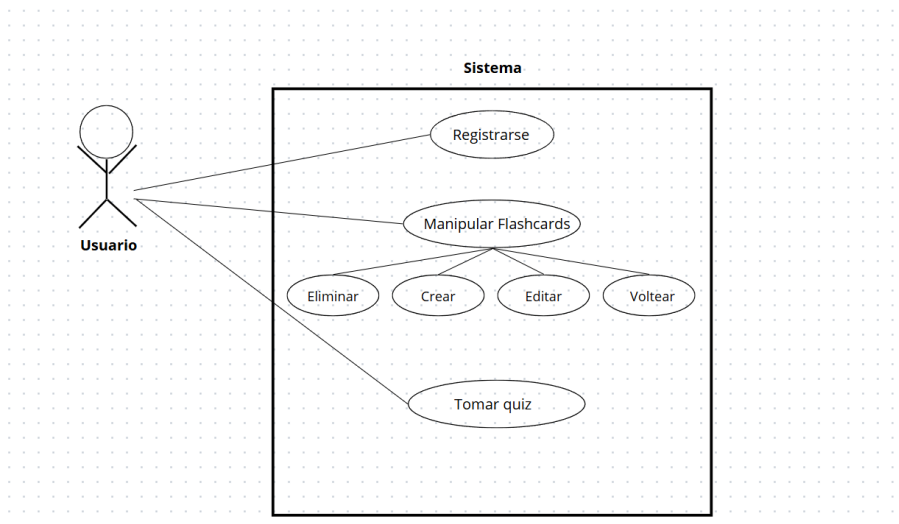 Sistema
Registrarse
Usuario
Manipular Flashcards
Eliminar
Crear
Editar
Voltear
Tomar quiz